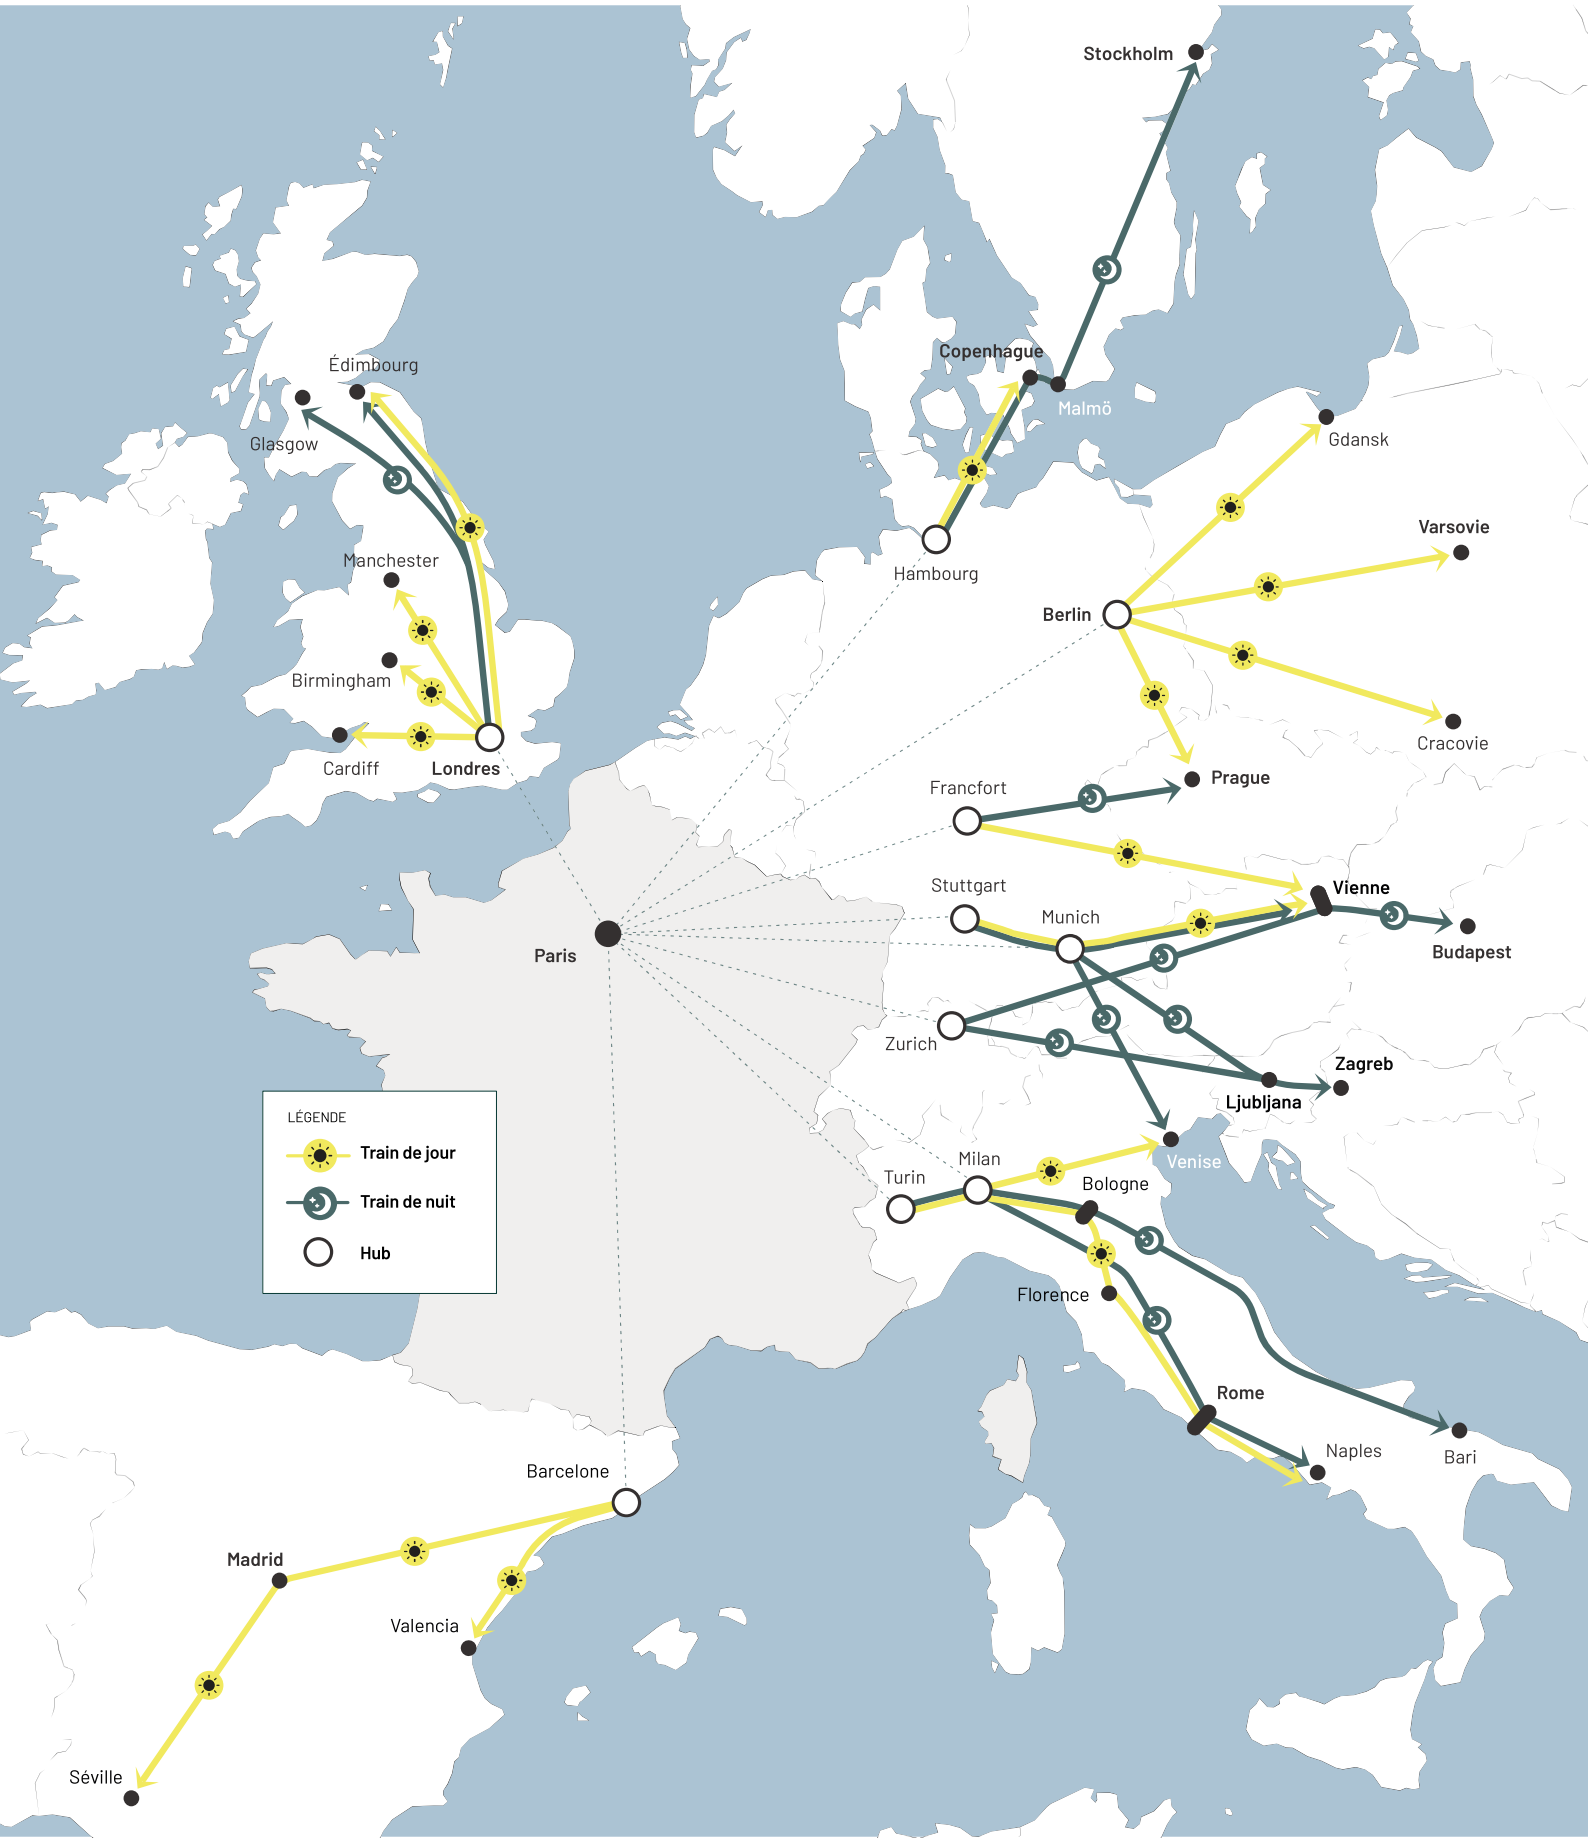 Stockholm
Copenhague
Malmö
Édimbourg
Glasgow
Gdansk
Varsovie
Manchester
Hambourg
Berlin
Birmingham
Cracovie
Cardiff
Londres
Prague
Francfort
Stuttgart
Vienne
Munich
Paris
Budapest
Zurich
Zagreb
Ljubljana
LÉGENDE
Train de jour
Train de nuit
Hub
Milan
Venise
Turin
Bologne
Florence
Rome
Naples
Bari
Barcelone
Madrid
Valencia
Séville